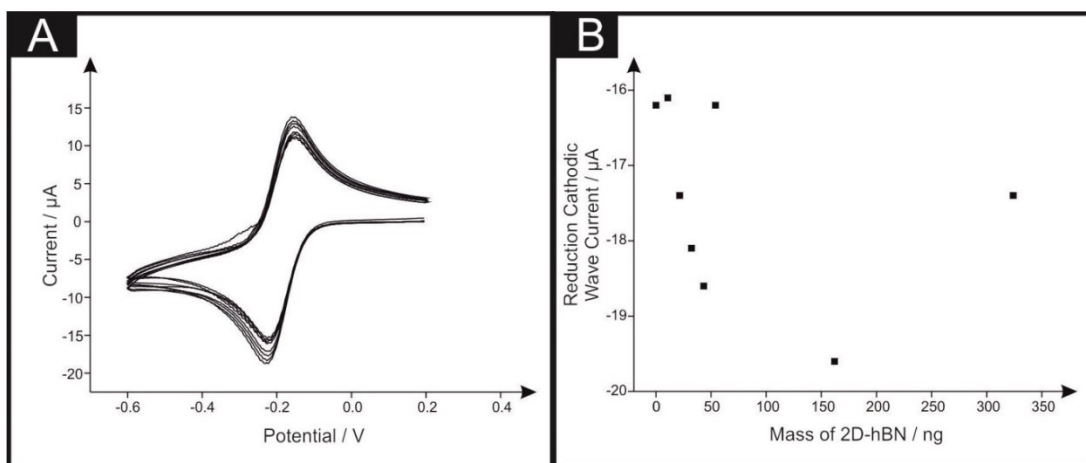 A
15
10
5
0
-5
-10
-15
-20
Current / µA
-0.6 -0.4 -0.2 0.0 0.2 0.4
Potential / V
B
-16
-17
-18
-19
-20
Reduction Cathodic
Wave Current / µA
0 50 100 150 200 250 300 350
Mass of 2D-hBN / ng